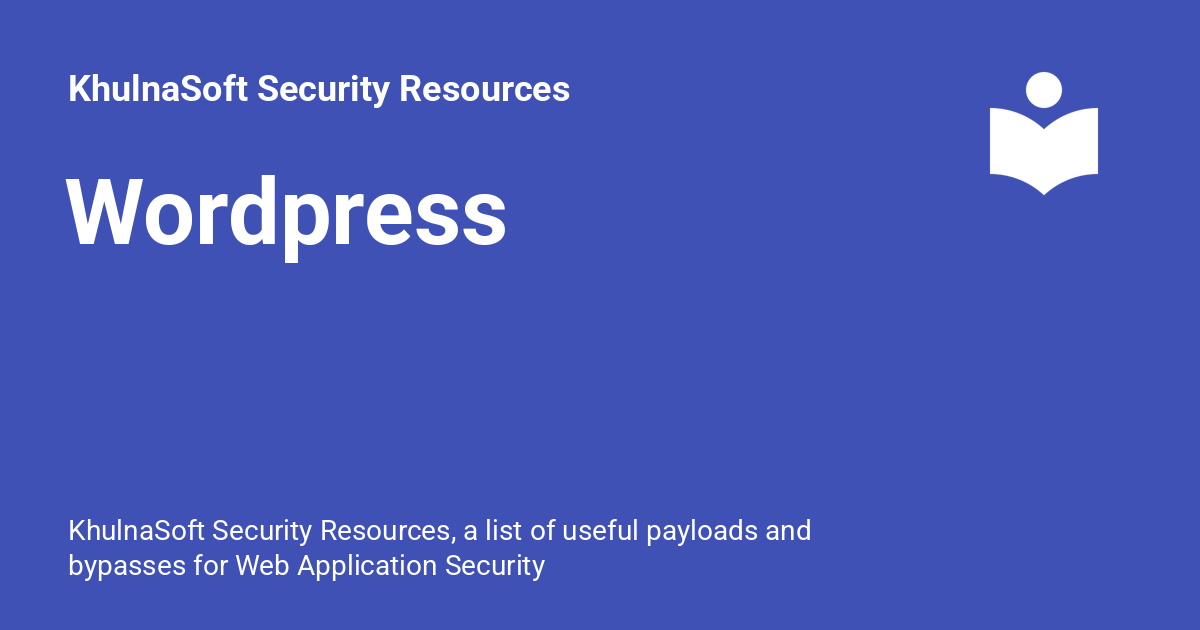 KhulnaSoft Security Resources
Wordpress
KhulnaSoft Security Resources, a list of useful payloads and
bypasses for Web Application Security